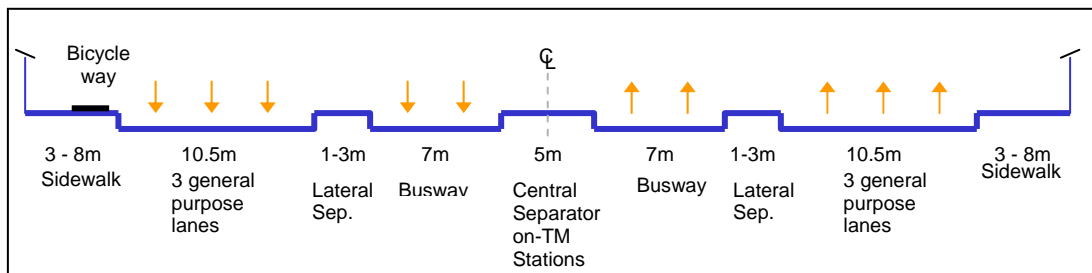 Bicycle
way
℄
3 - 8m
Sidewalk
10.5m
3 general
purpose
lanes
1-3m
Lateral
Sep.
7m
Busway
5m
Central
Separator
on-TM
Stations
7m
Busway
1-3m
Lateral
Sep.
10.5m
3 general
purpose
lanes
3 - 8m
Sidewalk